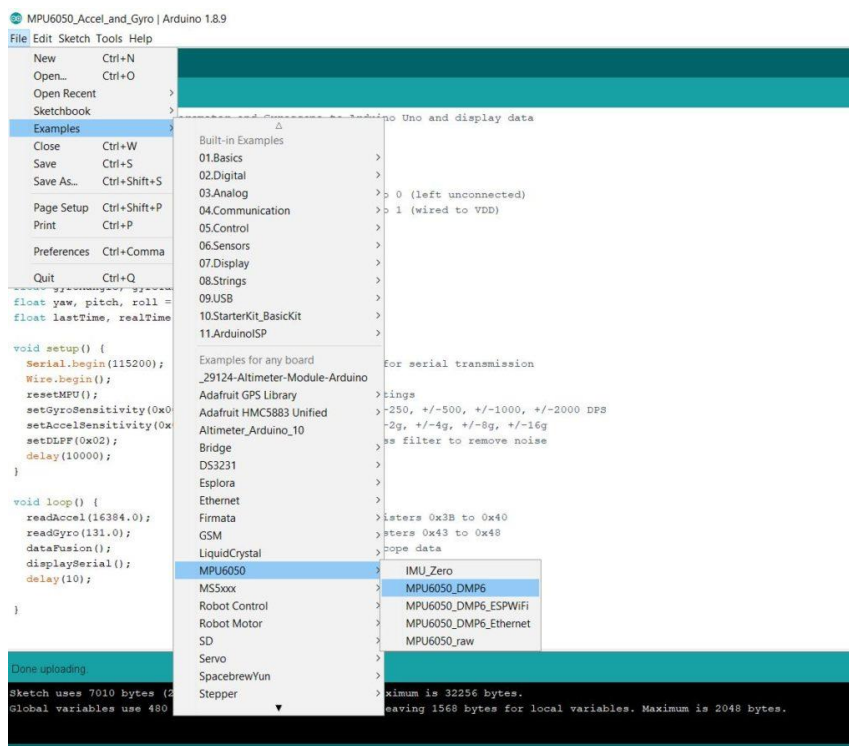 MPU6050_Accel_and_Gyro | Arduino 1.8.9
File Edit Sketch Tools Help
New Ctrl+N
Open... Ctrl+O
Open Recent
Sketchbook
Examples
Close Ctrl+W
Save Ctrl+S
Save As... Ctrl+Shift+S
Page Setup Ctrl+Shift+P
Print Ctrl+P
Preferences Ctrl+Comma
Quit Ctrl+Q
Built-in Examples
01.Basics
02.Digital
03.Analog
04.Communication
05.Control
06.Sensors
07.Display
08.Strings
09.USB
10.StarterKit_BasicKit
11.ArduinoISP
Examples for any board
_29124-Altimeter-Module-Arduino
Adafruit GPS Library
Adafruit HMC5883 Unified
Altimeter_Arduino_10
Bridge
DS3231
Esplora
Ethernet
Firmata
GSM
LiquidCrystal
MPU6050
MS5xxx
Robot Control
Robot Motor
SD
Servo
SpacebrewYun
Stepper
IMU_Zero
MPU6050_DMP6
MPU6050_DMP6_ESPWiFi
MPU6050_DMP6_Ethernet
MPU6050_raw
Uno and display data
0 (left unconnected)
1 (wired to VDD)
float yaw, pitch, roll =
float lastTime, realTime
void setup() {
Serial.begin(115200); for serial transmission
Wire.begin();
resetMPU(); tings
setGyroSensitivity(0x0 -250, +/-500, +/-1000, +/-2000 DPS
setAccelSensitivity(0x -2g, +/-4g, +/-8g, +/-16g
setDLPF(0x02); ss filter to remove noise
delay(10000);
}
void loop() {
readAccel(16384.0); isters 0x3B to 0x40
readGyro(131.0); sters 0x43 to 0x48
dataFusion(); cope data
displaySerial();
delay(10);
}
Done uploading.
Sketch uses 7010 bytes (2 ximum is 32256 bytes.
Global variables use 480 eaving 1568 bytes for local variables. Maximum is 2048 bytes.